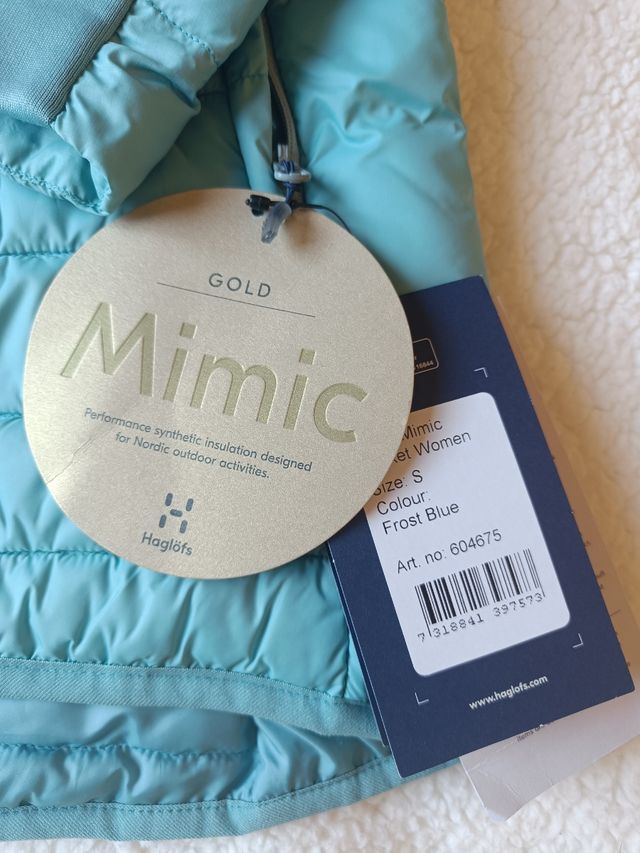 GOLD
Mimic
Performance synthetic insulation designed
for Nordic outdoor activities.
Haglöfs
Mimic
Women
Size: S
Colour:
Frost Blue
Art. no: 604675
7 318841 397573
www.haglofs.com
items